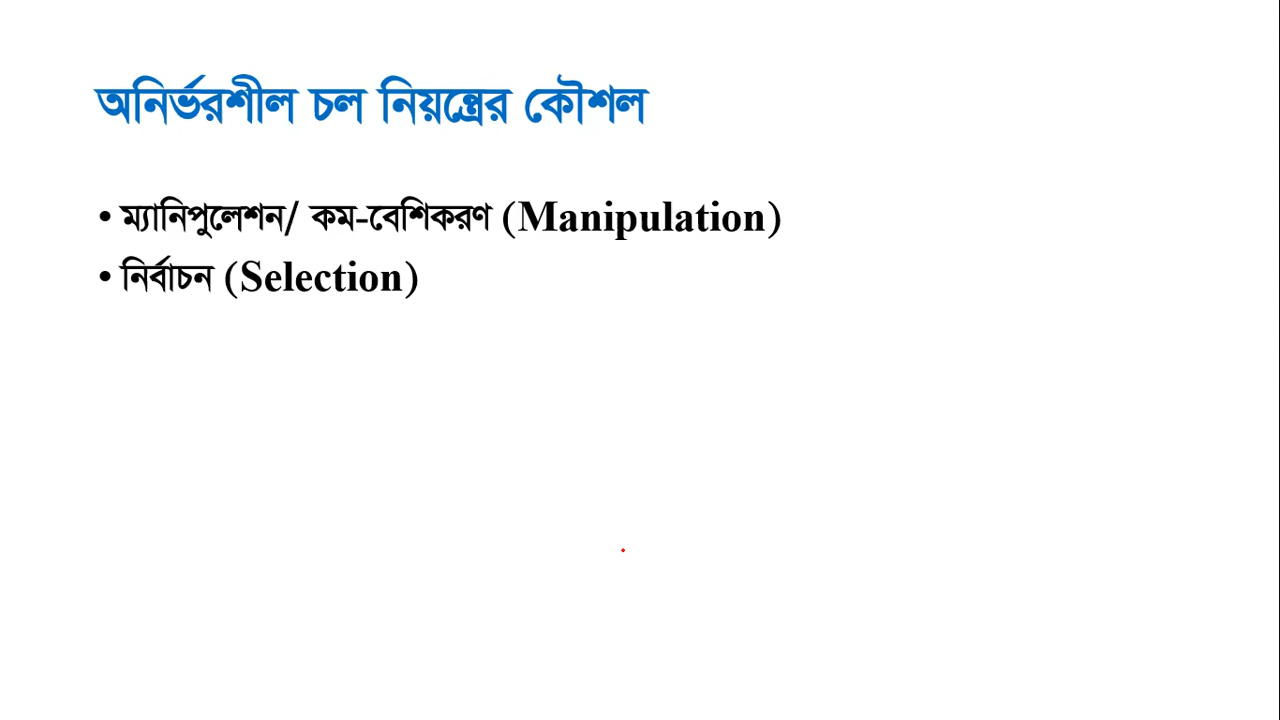 অনির্ভরশীল চল নিয়ন্ত্রের কৌশল
• ম্যানিপুলেশন/ কম-বেশিকরণ (Manipulation)
• নির্বাচন (Selection)